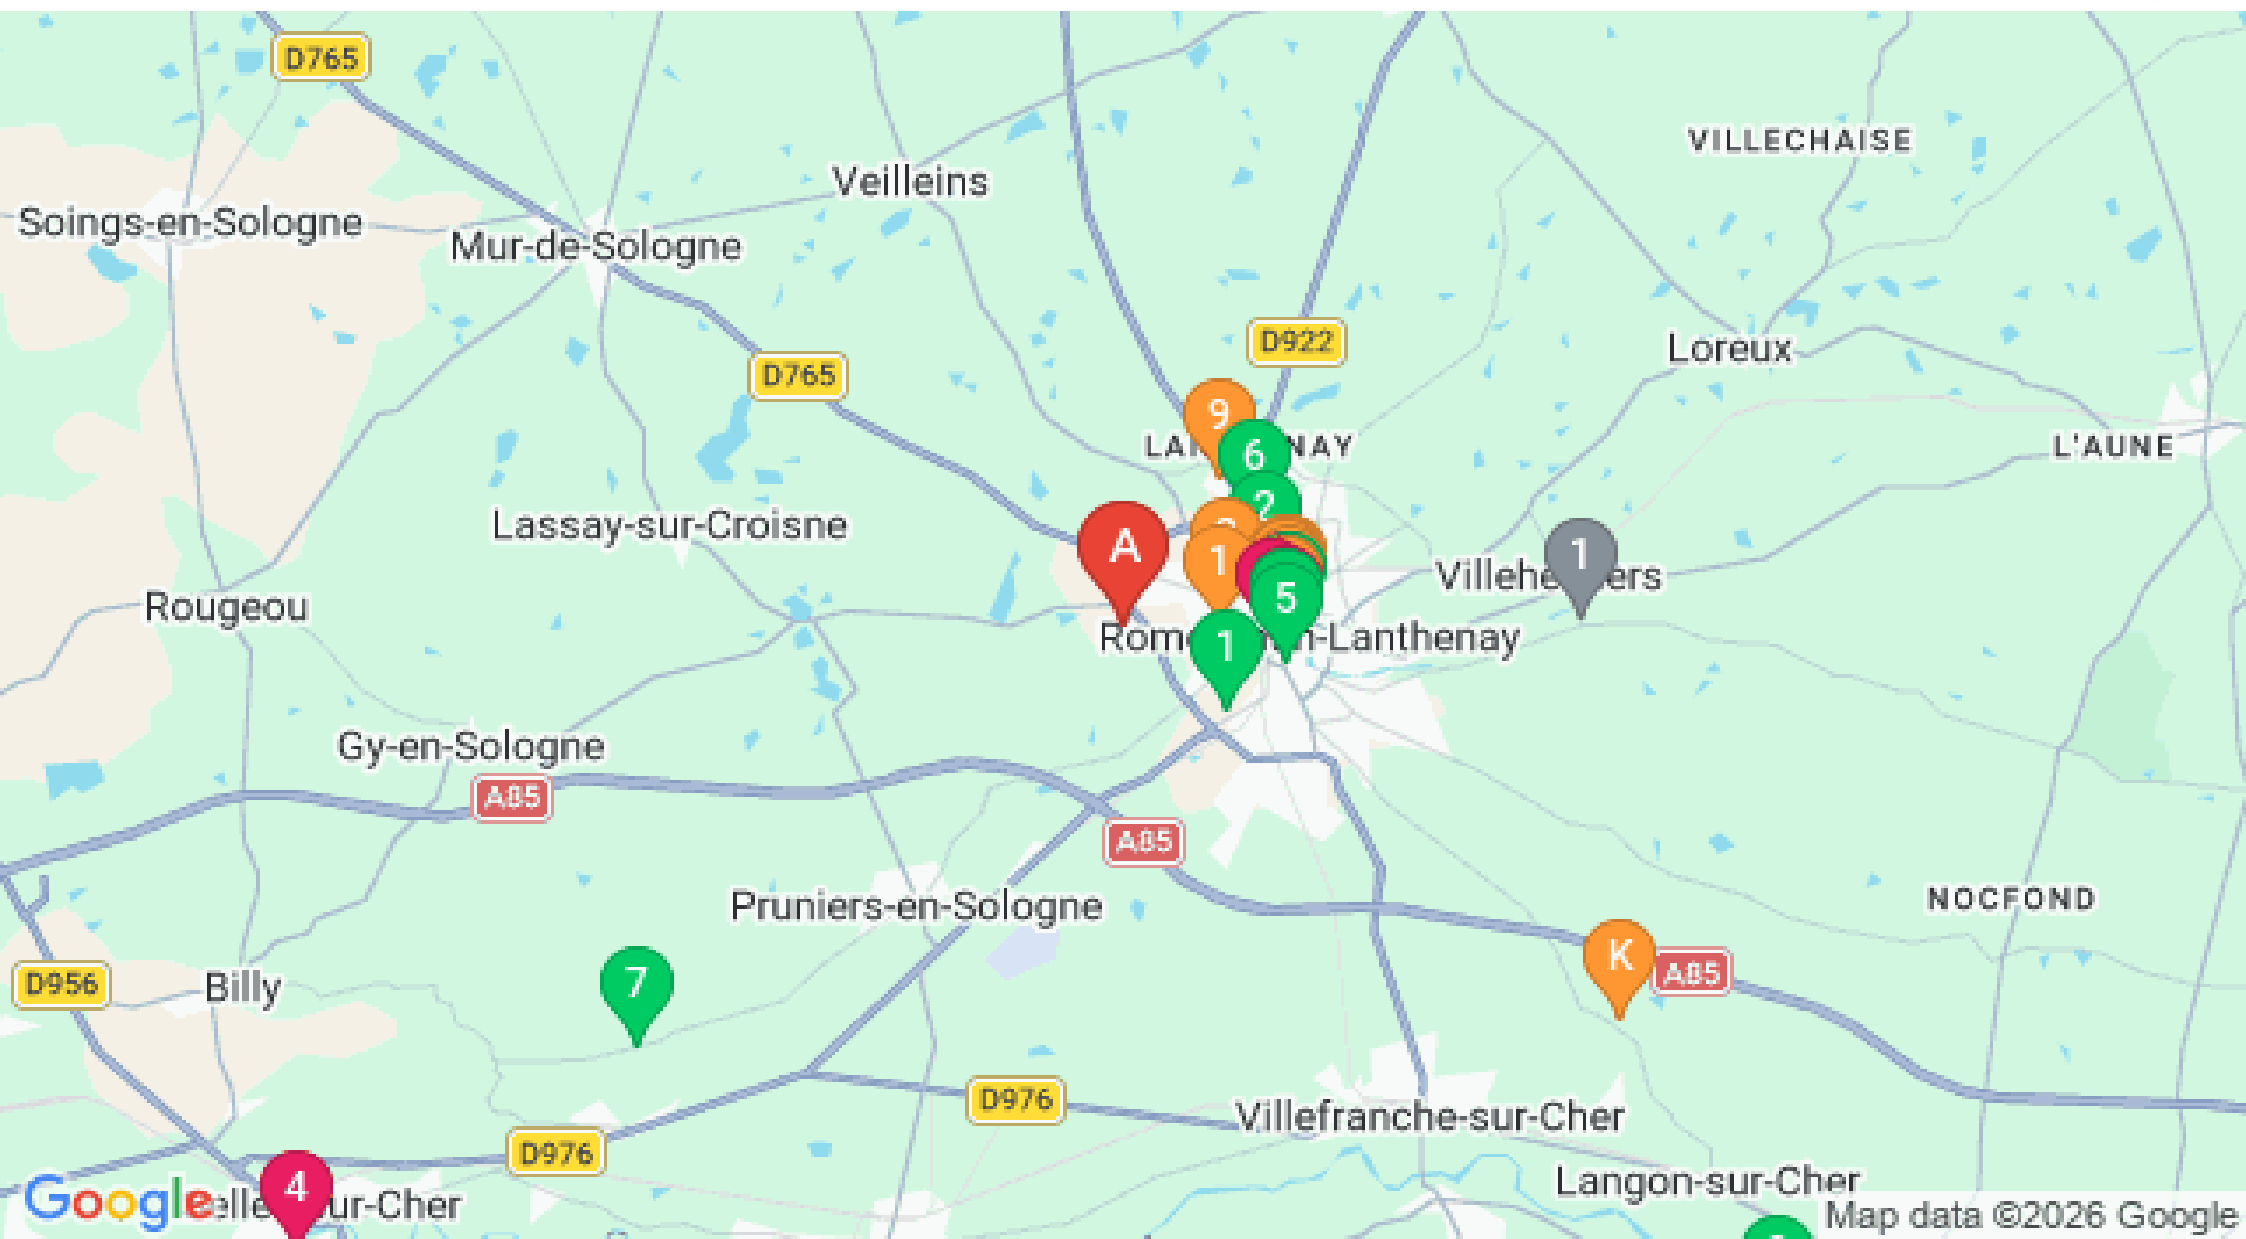 D765
VILLECHAISE
Veilleins
Soings-en-Sologne
Mur-de-Sologne
D922
Loreux
D765
9
L'AUNE
6
2
Lassay-sur-Croisne
A
1
1
Villehe ers
5
Rougeou
1
Rom n-Lanthenay
Gy-en-Sologne
A85
A85
Pruniers-en-Sologne
NOCFOND
K
A85
D956
Billy
7
D976
Villefranche-sur-Cher
D976
4
Langon-sur-Cher
Google
ur-Cher
Map data ©2026 Google